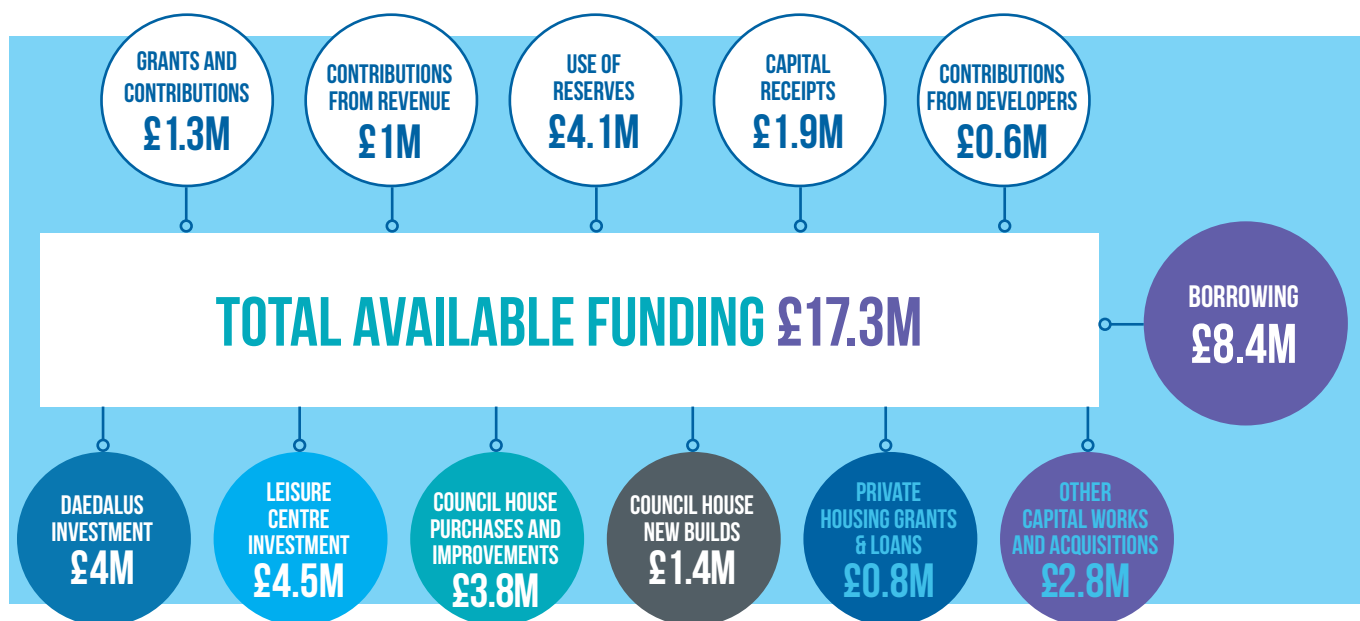 GRANTS AND
CONTRIBUTIONS
£1.3M
CONTRIBUTIONS
FROM REVENUE
£1M
USE OF
RESERVES
£4.1M
CAPITAL
RECEIPTS
£1.9M
CONTRIBUTIONS
FROM DEVELOPERS
£0.6M
TOTAL AVAILABLE FUNDING £17.3M
BORROWING
£8.4M
DAEDALUS
INVESTMENT
£4M
LEISURE
CENTRE
INVESTMENT
£4.5M
COUNCIL HOUSE
PURCHASES AND
IMPROVEMENTS
£3.8M
COUNCIL HOUSE
NEW BUILDS
£1.4M
PRIVATE
HOUSING GRANTS
& LOANS
£0.8M
OTHER
CAPITAL WORKS
AND ACQUISITIONS
£2.8M